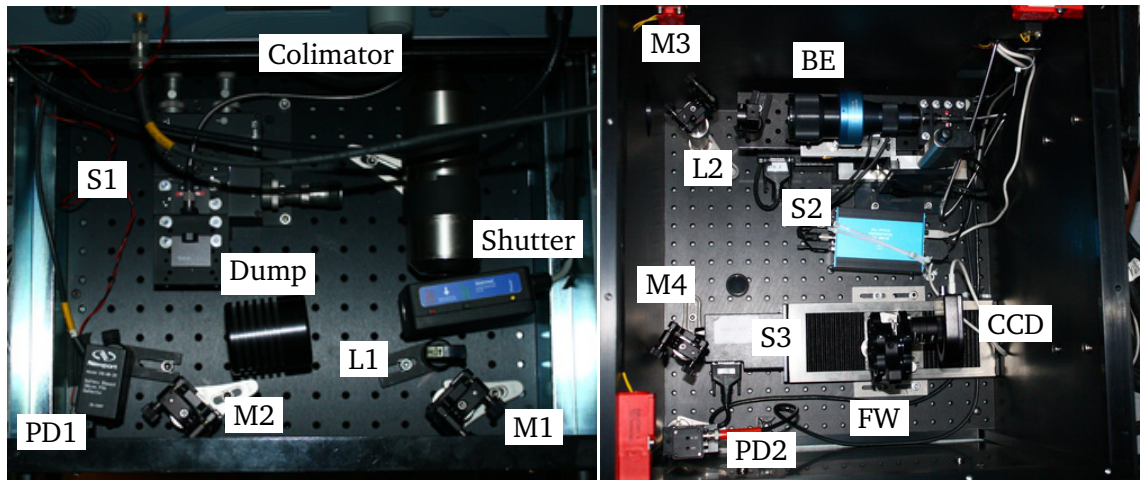 Colimator
S1
Shutter
Dump
L1
M2
M1
PD1
M3
BE
L2
S2
M4
S3
CCD
FW
PD2